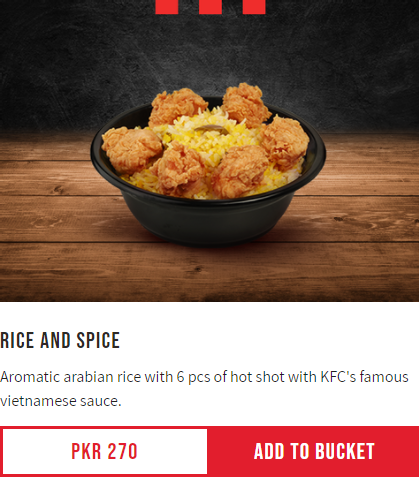 RICE AND SPICE
Aromatic arabian rice with 6 pcs of hot shot with KFC's famous
vietnamese sauce.
PKR 270
ADD TO BUCKET